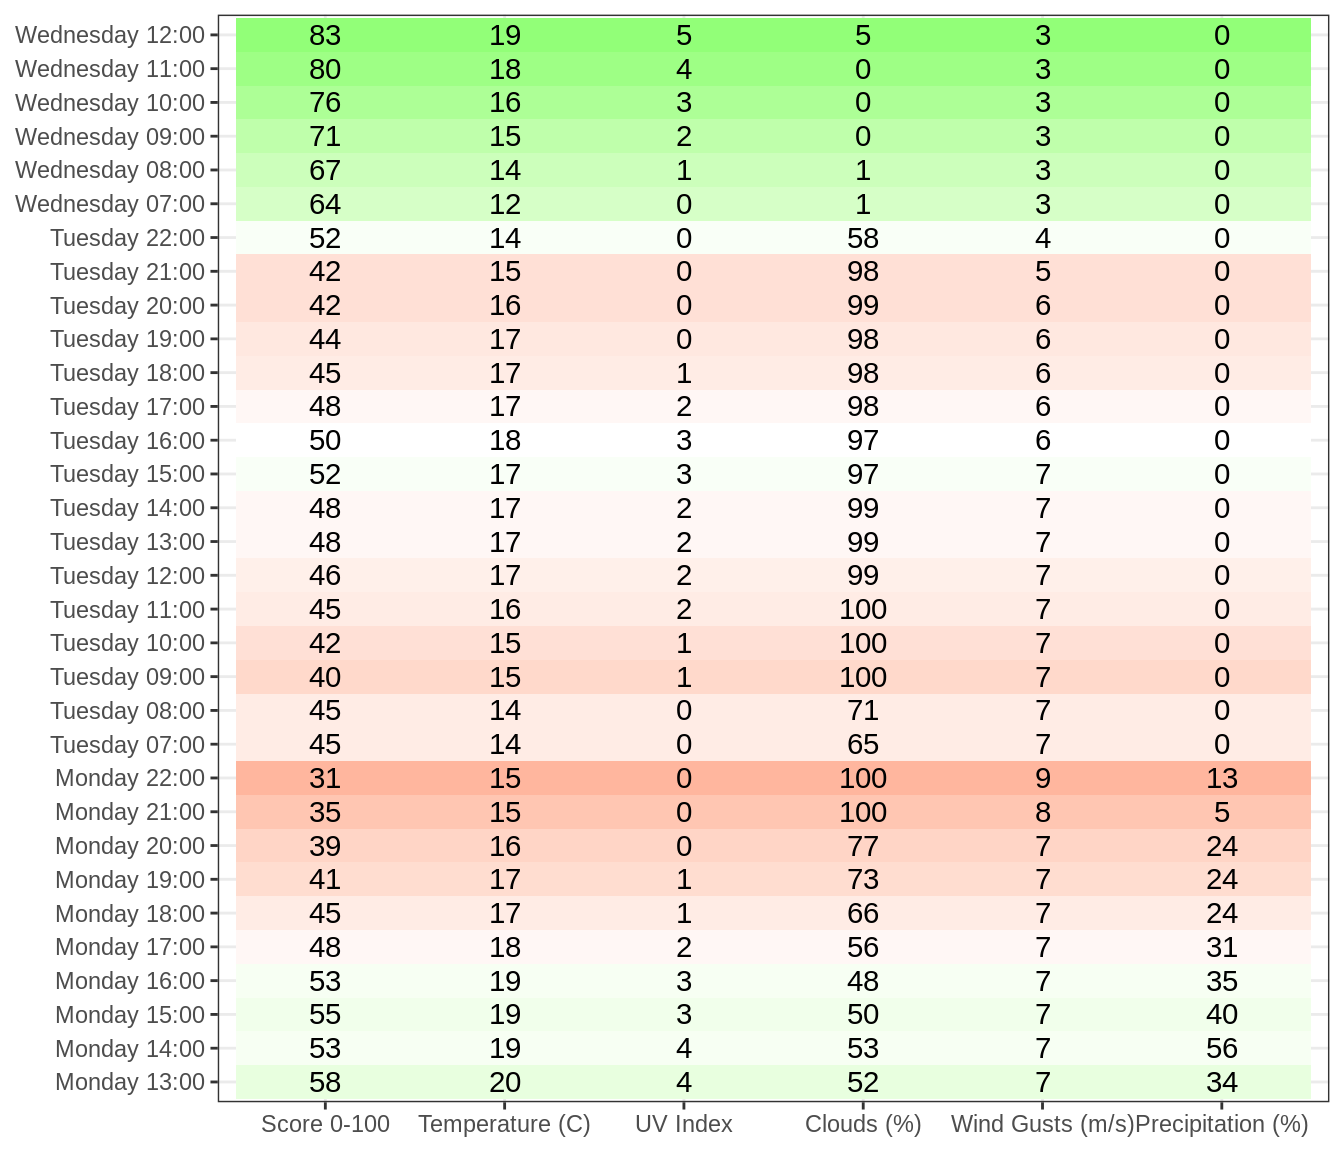 Wednesday 12:00 83 19 5 5 3 0
Wednesday 11:00 80 18 4 0 3 0
Wednesday 10:00 76 16 3 0 3 0
Wednesday 09:00 71 15 2 0 3 0
Wednesday 08:00 67 14 1 1 3 0
Wednesday 07:00 64 12 0 1 3 0
Tuesday 22:00 52 14 0 58 4 0
Tuesday 21:00 42 15 0 98 5 0
Tuesday 20:00 42 16 0 99 6 0
Tuesday 19:00 44 17 0 98 6 0
Tuesday 18:00 45 17 1 98 6 0
Tuesday 17:00 48 17 2 98 6 0
Tuesday 16:00 50 18 3 97 6 0
Tuesday 15:00 52 17 3 97 7 0
Tuesday 14:00 48 17 2 99 7 0
Tuesday 13:00 48 17 2 99 7 0
Tuesday 12:00 46 17 2 99 7 0
Tuesday 11:00 45 16 2 100 7 0
Tuesday 10:00 42 15 1 100 7 0
Tuesday 09:00 40 15 1 100 7 0
Tuesday 08:00 45 14 0 71 7 0
Tuesday 07:00 45 14 0 65 7 0
Monday 22:00 31 15 0 100 9 13
Monday 21:00 35 15 0 100 8 5
Monday 20:00 39 16 0 77 7 24
Monday 19:00 41 17 1 73 7 24
Monday 18:00 45 17 1 66 7 24
Monday 17:00 48 18 2 56 7 31
Monday 16:00 53 19 3 48 7 35
Monday 15:00 55 19 3 50 7 40
Monday 14:00 53 19 4 53 7 56
Monday 13:00 58 20 4 52 7 34
Score 0-100 Temperature (C) UV Index Clouds (%) Wind Gusts (m/s) Precipitation (%)